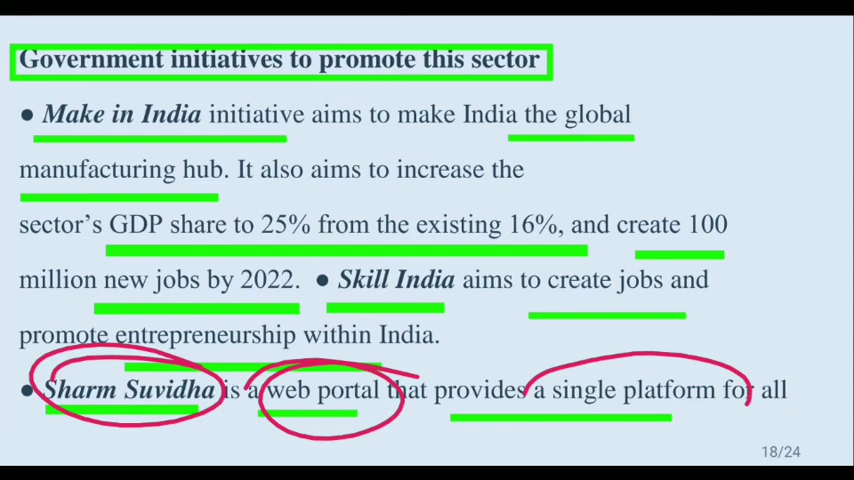 Government initiatives to promote this sector
● Make in India initiative aims to make India the global
manufacturing hub. It also aims to increase the
sector’s GDP share to 25% from the existing 16%, and create 100
million new jobs by 2022. ● Skill India aims to create jobs and
promote entrepreneurship within India.
● Sharm Suvidha is a web portal that provides a single platform for all
18/24